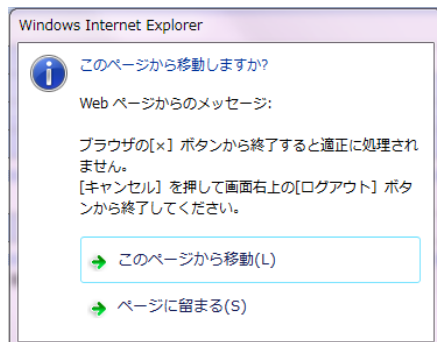 Windows Internet Explorer
このページから移動しますか?
Web ページからのメッセージ:
ブラウザの[×] ボタンから終了すると適正に処理され
ません。
[キャンセル] を押して画面右上の[ログアウト] ボタ
ンから終了してください。
このページから移動(L)
ページに留まる(S)